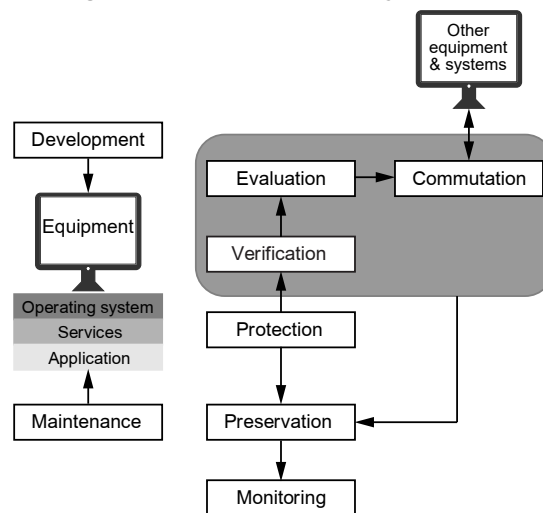 Other
equipment
& systems
Development
Evaluation
Commutation
Equipment
Verification
Operating system
Services
Application
Protection
Maintenance
Preservation
Monitoring